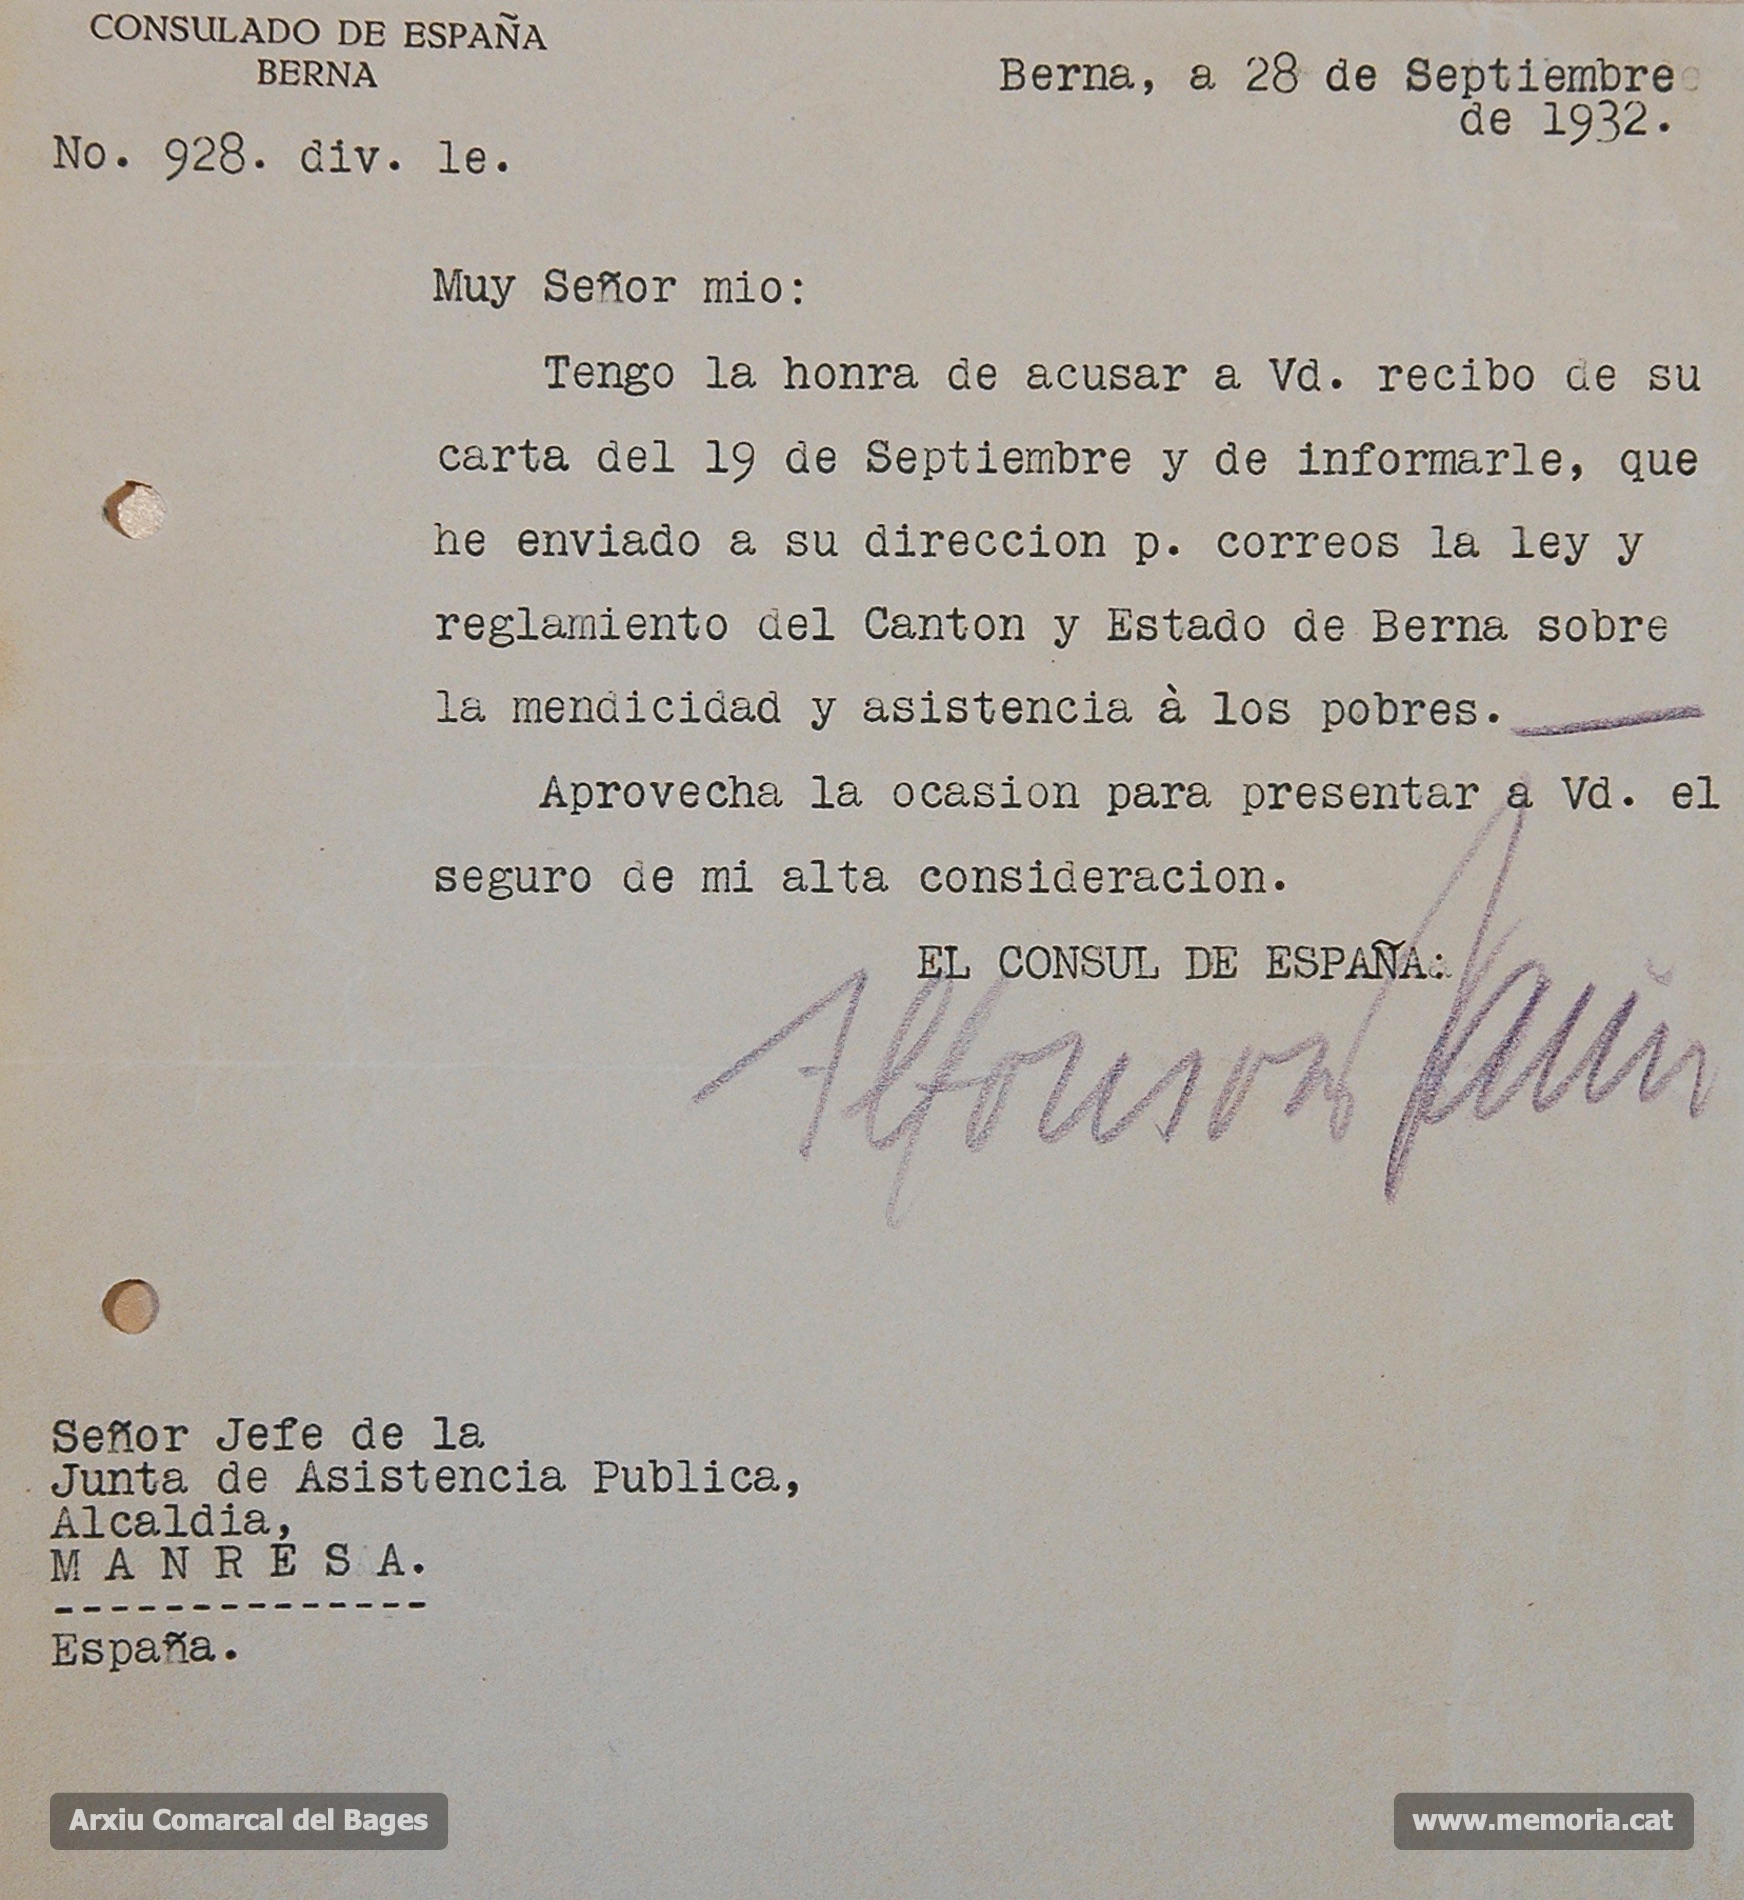 CONSULADO DE ESPAÑA
BERNA
Berna, a 28 de Septiembre
de 1932.
No. 928. div. le.
Muy Señor mio:
Tengo la honra de acusar a Vd. recibo de su
carta del 19 de Septiembre y de informarle, que
he enviado a su direccion p. correos la ley y
reglamiento del Canton y Estado de Berna sobre
la mendicidad y asistencia à los pobres.
Aprovecha la ocasion para presentar a Vd. el
seguro de mi alta consideracion.
EL CONSUL DE ESPAÑA:
Alfonso
Señor Jefe de la
Junta de Asistencia Publica,
Alcaldia,
M A N R E S A.
--------------
España.
Arxiu Comarcal del Bages
www.memoria.cat